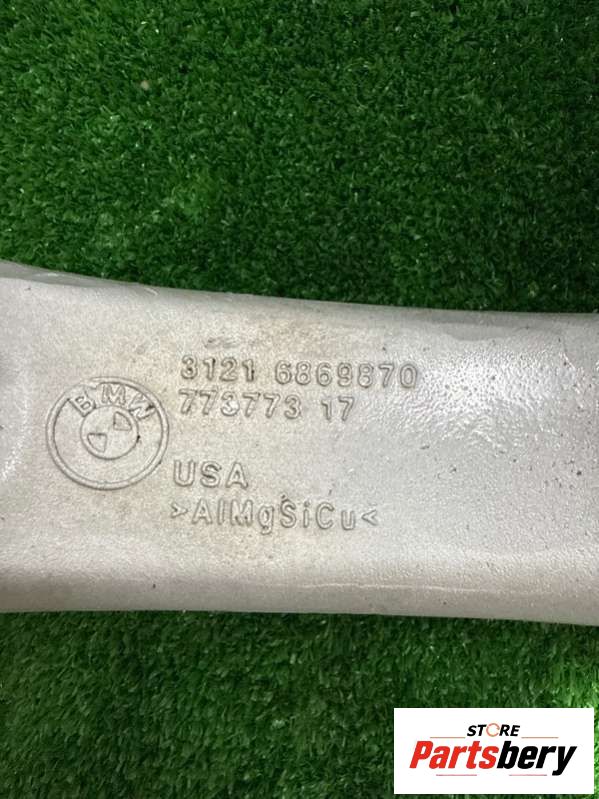 3121 6869870
773773 17
BMW
USA
>AlMgSiCu<
STORE
Partsbery